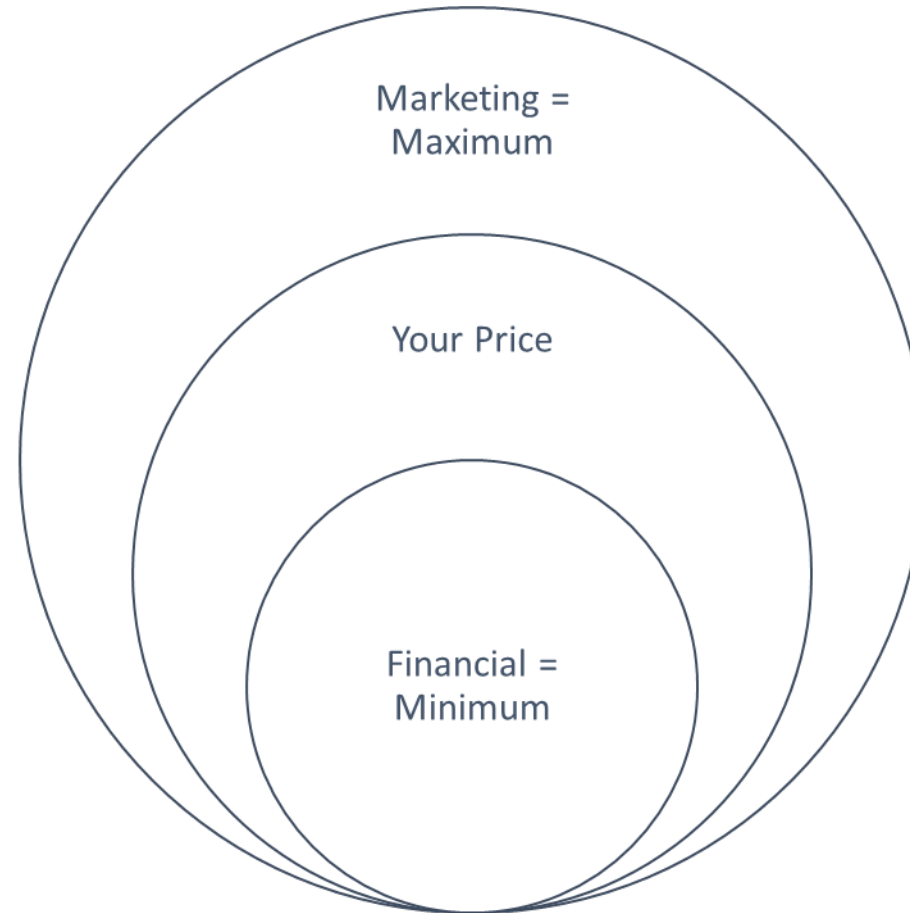 Marketing =
Maximum
Your Price
Financial =
Minimum